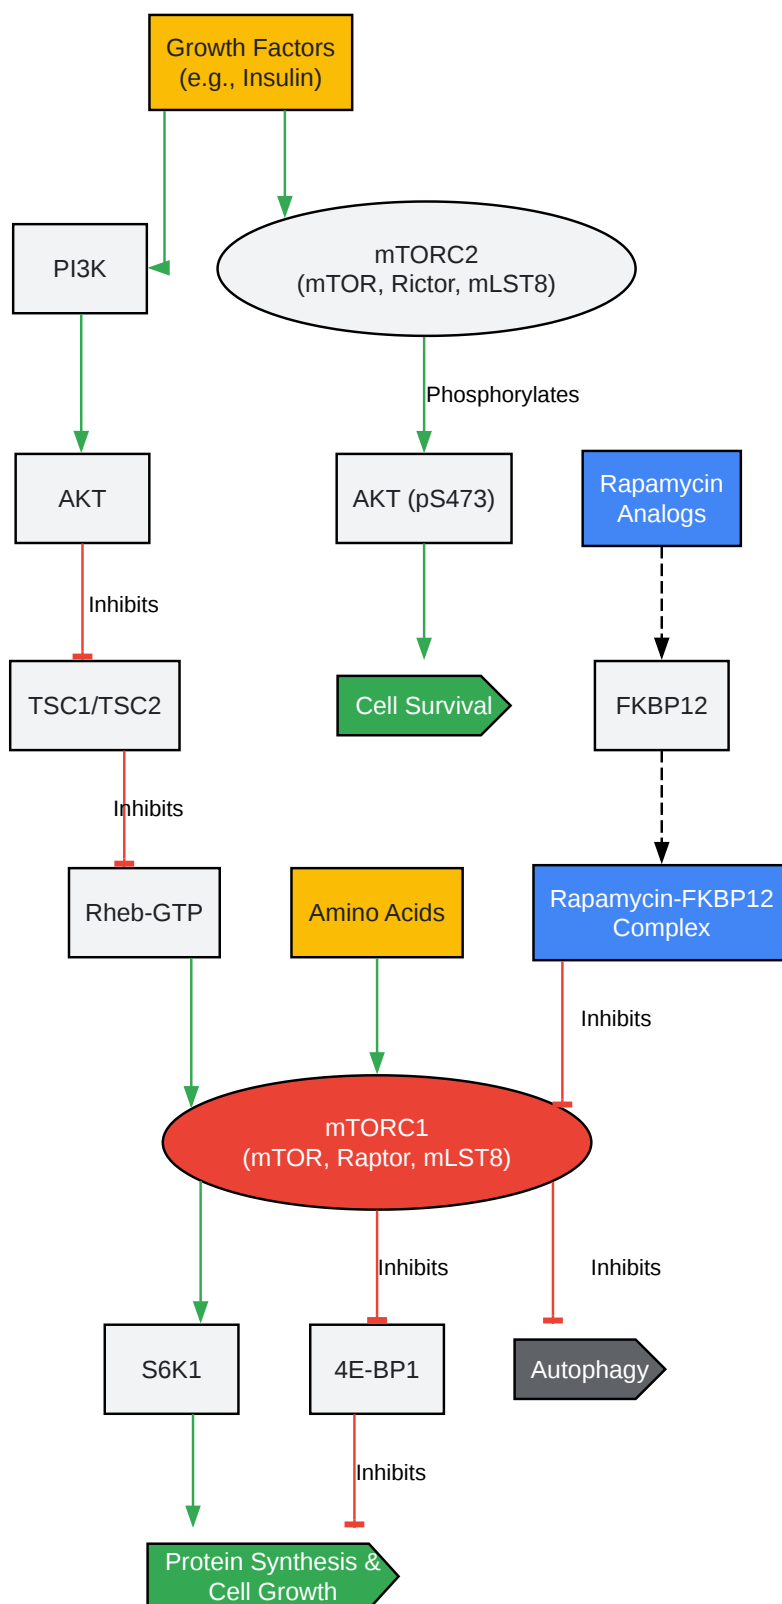 Growth Factors
(e.g., Insulin)
PI3K
mTORC2
(mTOR, Rictor, mLST8)
Phosphorylates
AKT
AKT (pS473)
Rapamycin
Analogs
Inhibits
TSC1/TSC2
Cell Survival
FKBP12
Inhibits
Rheb-GTP
Amino Acids
Rapamycin-FKBP12
Complex
Inhibits
mTORC1
(mTOR, Raptor, mLST8)
Inhibits
Inhibits
S6K1
4E-BP1
Autophagy
Inhibits
Protein Synthesis &
Cell Growth